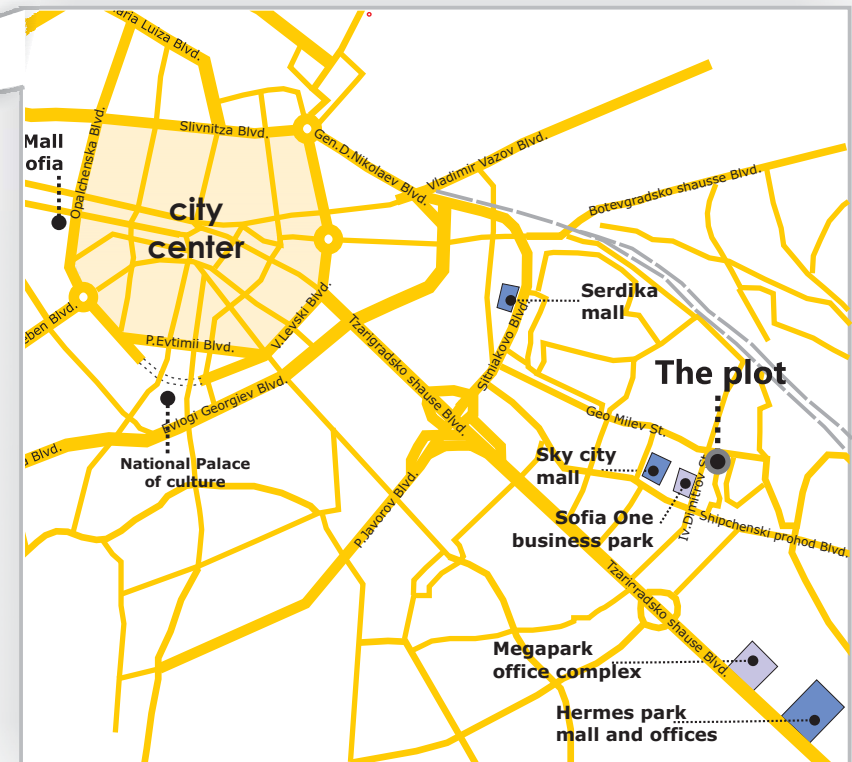 aria Luiza Blvd.
Slivnitza Blvd.
Gen.D.Nikolaev Blvd.
Vladimir Vazov Blvd.
Botevgradsko shausse Blvd.
Mall
ofia
Opalchenska Blvd.
city
center
Serdika
mall
Sitniakovo Blvd.
eben Blvd.
P.Evtimii Blvd.
V.Levski Blvd.
Tzarigradsko shause Blvd.
The plot
Evlogi Georgiev Blvd.
Geo Milev St.
Blvd.
National Palace
of culture
Sky city
mall
Iv.Dimitrov St.
P.Javorov Blvd.
Sofia One
business park
Shipchenski prohod Blvd.
Tzarigradsko shause Blvd.
Megapark
office complex
Hermes park
mall and offices